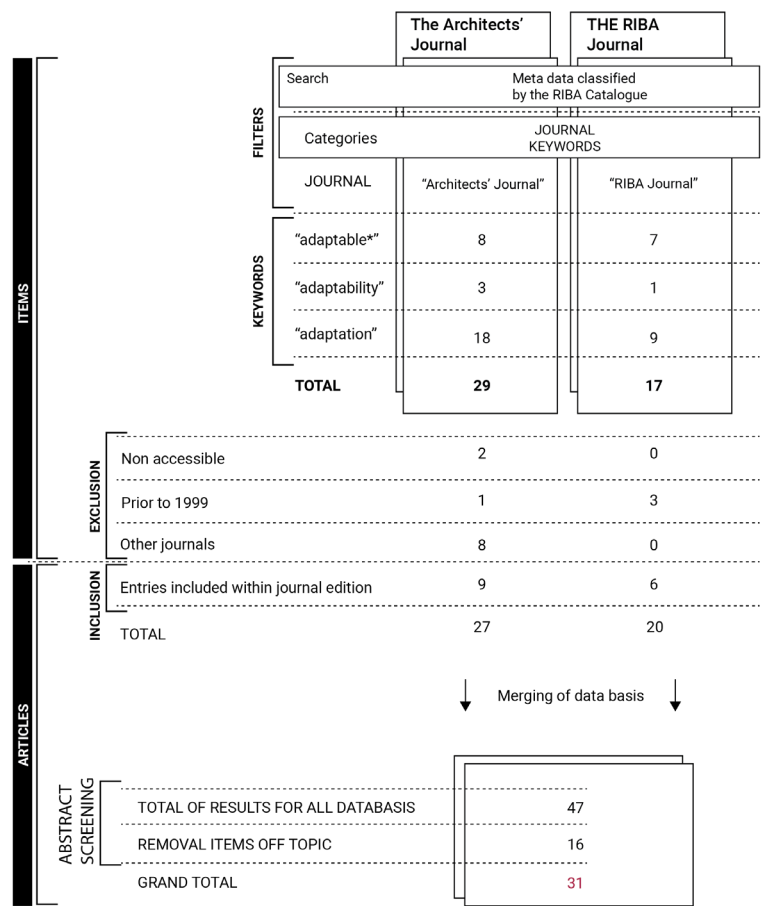 The Architects’
Journal
THE RIBA
Journal
FILTERS
Search
Meta data classified
by the RIBA Catalogue
Categories
JOURNAL
KEYWORDS
JOURNAL “Architects’ Journal” “RIBA Journal”
KEYWORDS
“adaptable*” 8 7
“adaptability” 3 1
“adaptation” 18 9
TOTAL 29 17
ITEMS
EXCLUSION
Non accessible 2 0
Prior to 1999 1 3
Other journals 8 0
INCLUSION
Entries included within journal edition 9 6
TOTAL 27 20
ARTICLES
Merging of data basis
ABSTRACT
SCREENING
TOTAL OF RESULTS FOR ALL DATABASIS 47
REMOVAL ITEMS OFF TOPIC 16
GRAND TOTAL 31